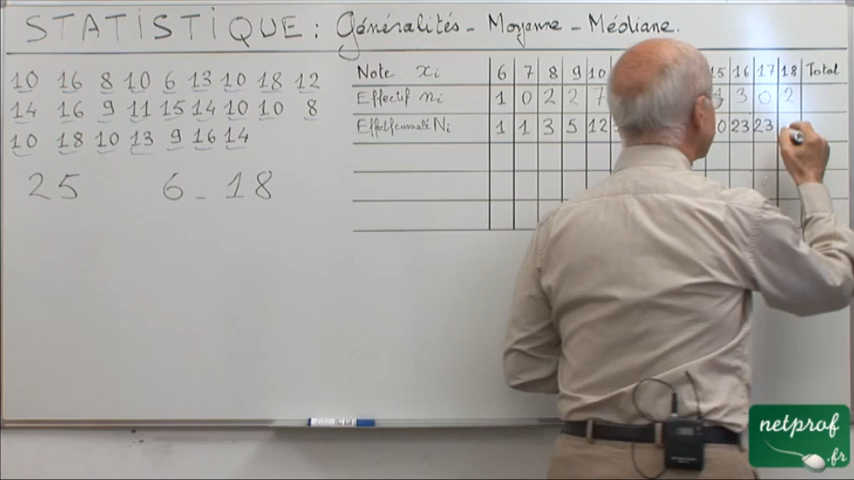 STATISTIQUE : Généralités - Moyenne - Médiane.
10 16 8 10 6 13 10 18 12
14 16 9 11 15 14 10 10 8
10 18 10 13 9 16 14
25 6 - 18
Note xi 6 7 8 9 10 15 16 17 18 Total
Effectif ni 1 0 2 2 7 3 0 2
Effectif cumulé Ni 1 1 3 5 12 0 23 23
netprof
.fr